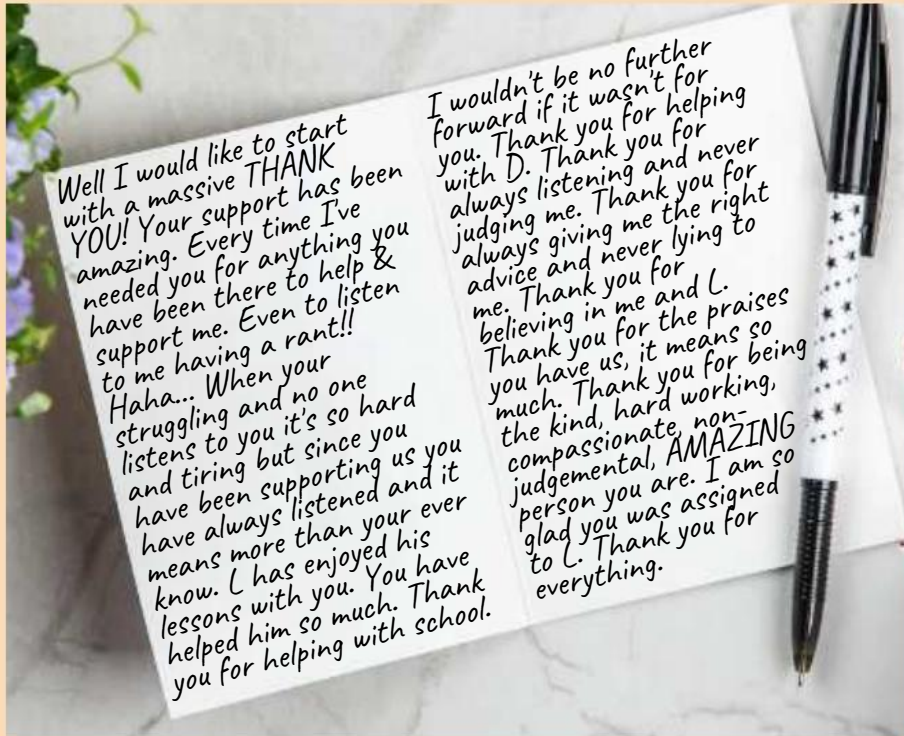 Well I would like to start
with a massive THANK
YOU! Your support has been
amazing. Every time I've
needed you for anything you
have been there to help &
support me. Even to listen
to me having a rant!!
Haha... When your
struggling and no one
listens to you it's so hard
and tiring but since you
have been supporting us you
have always listened and it
means more than your ever
know. L has enjoyed his
lessons with you. You have
helped him so much. Thank
you for helping with school.
I wouldn't be no further
forward if it wasn't for
you. Thank you for helping
with D. Thank you for
always listening and never
judging me. Thank you for
always giving me the right
advice and never lying to
me. Thank you for
believing in me and L.
Thank you for the praises
you have us, it means so
much. Thank you for being
the kind, hard working,
compassionate, non-
judgemental, AMAZING
person you are. I am so
glad you was assigned
to L. Thank you for
everything.